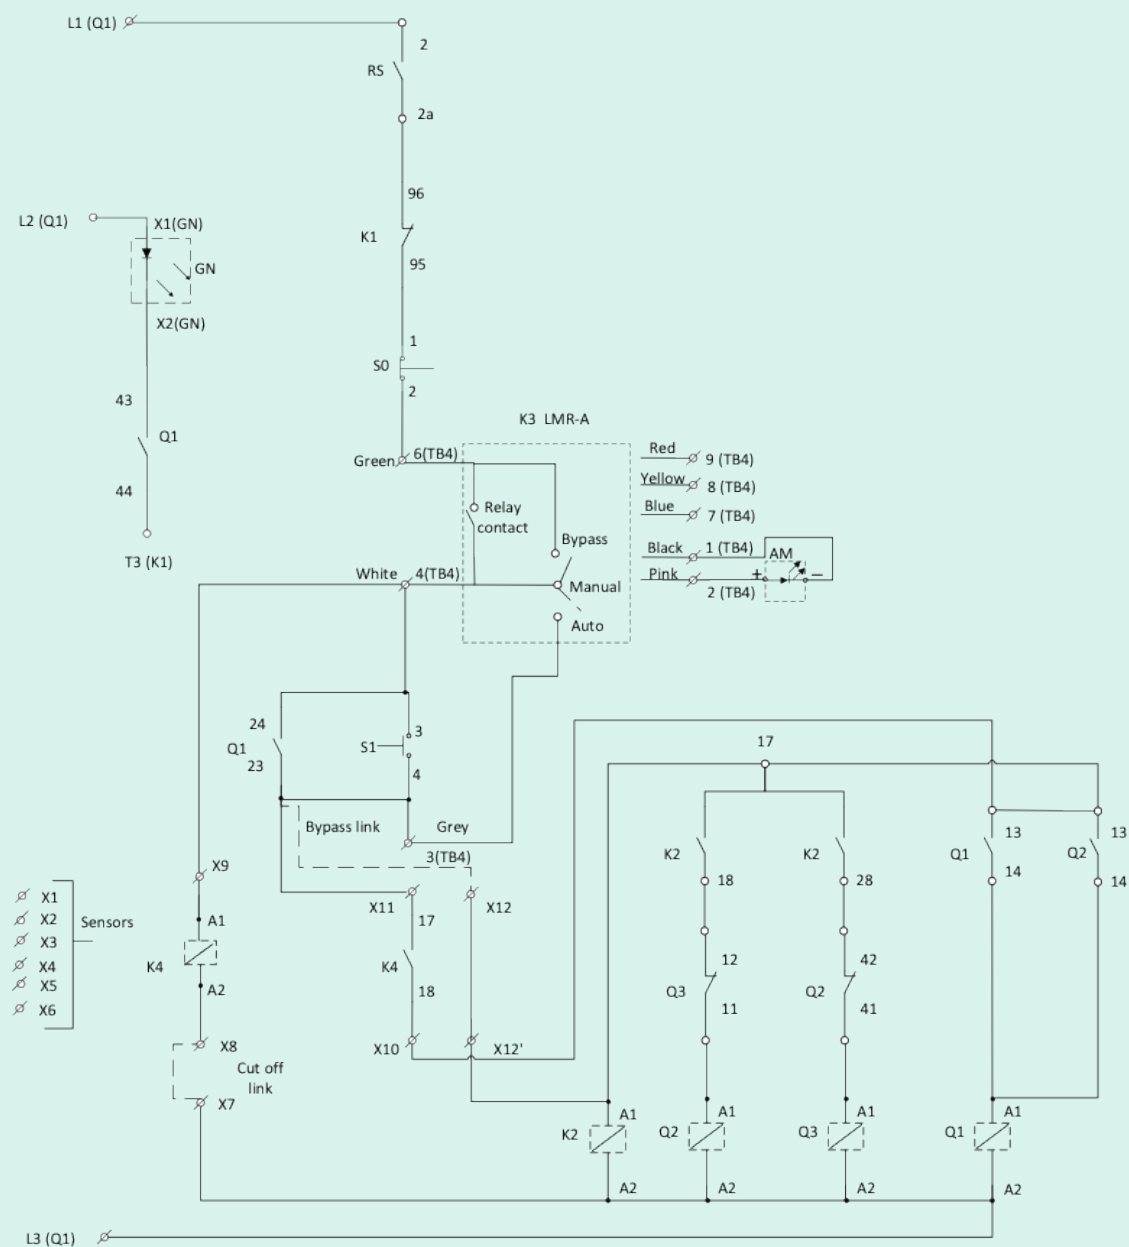 L1 (Q1)
2
RS
2a
96
L2 (Q1)
X1(GN)
K1
GN
95
X2(GN)
1
S0
2
43
K3 LMR-A
Q1
Green
6(TB4)
Red
9 (TB4)
Yellow
8 (TB4)
44
Relay
contact
Blue
7 (TB4)
Bypass
Black
1 (TB4)
AM
T3 (K1)
White
4(TB4)
Manual
Pink
+
−
2 (TB4)
Auto
24
3
Q1
S1
17
23
4
Bypass link
Grey
13
13
3(TB4)
K2
K2
Q1
Q2
X9
18
28
14
14
X1
X11
X12
X2
Sensors
A1
17
X3
K4
K4
12
42
X4
X5
A2
18
Q3
Q2
X6
11
41
X8
X10
X12'
Cut off
link
X7
A1
A1
A1
A1
K2
Q2
Q3
Q1
A2
A2
A2
A2
L3 (Q1)